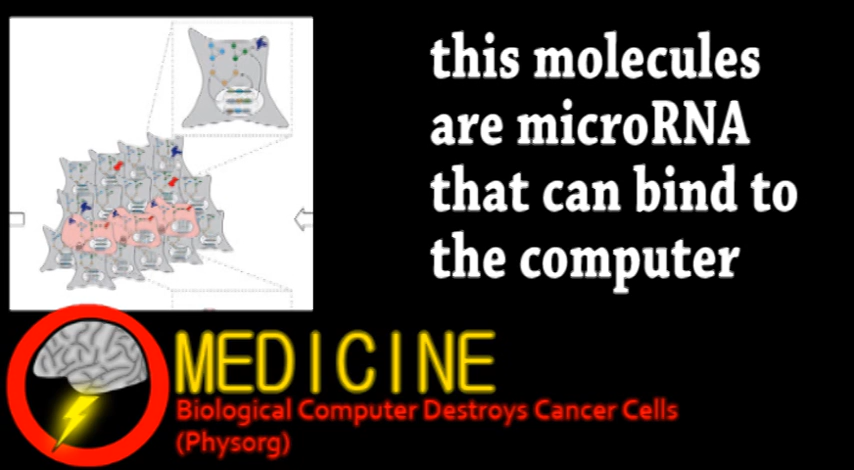 this molecules
are microRNA
that can bind to
the computer
MEDICINE
Biological Computer Destroys Cancer Cells
(Physorg)